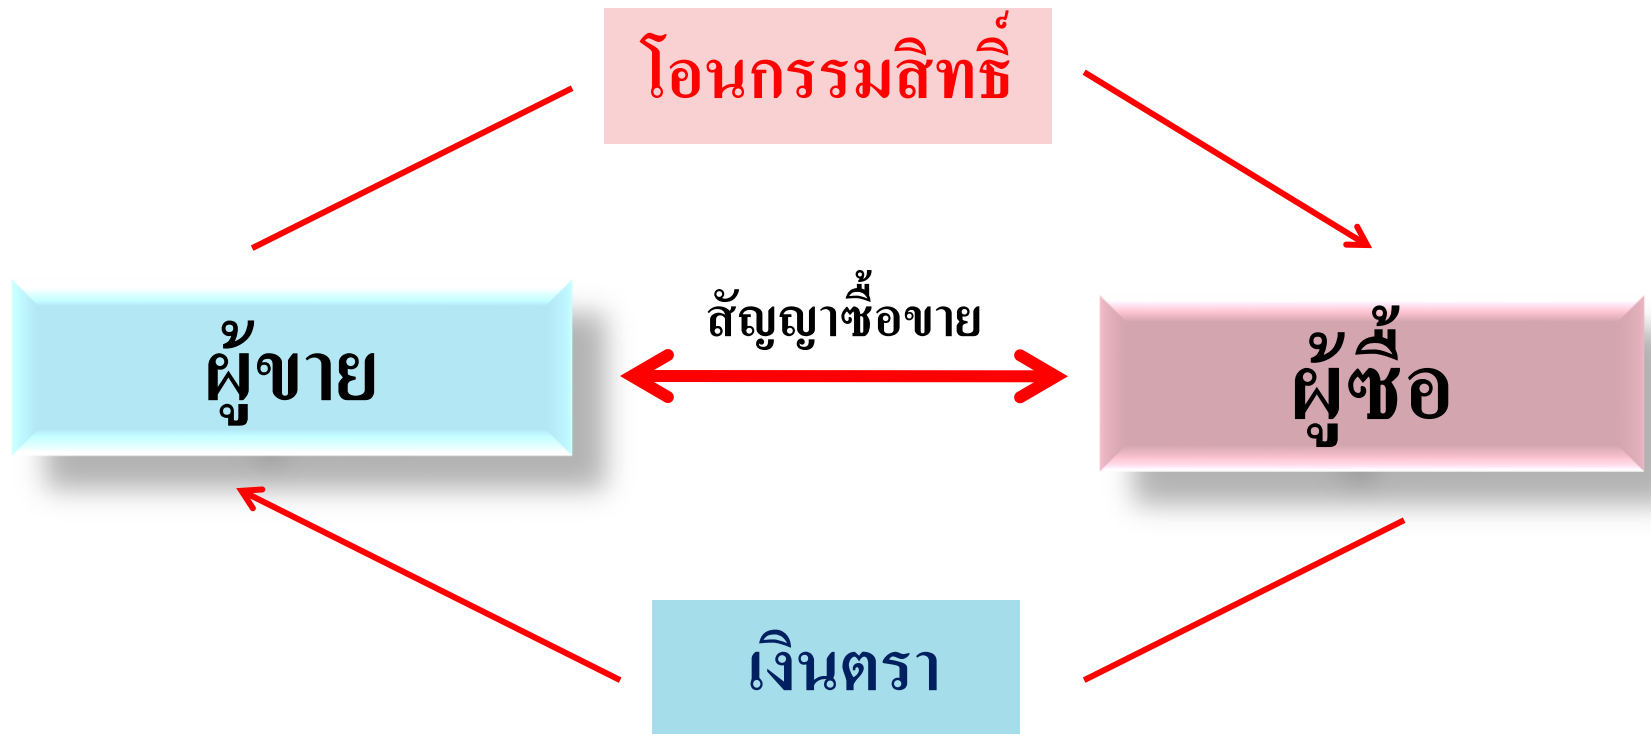 โอนกรรมสิทธิ์
สัญญาซื้อขาย
ผู้ขาย
ผู้ซื้อ
เงินตรา